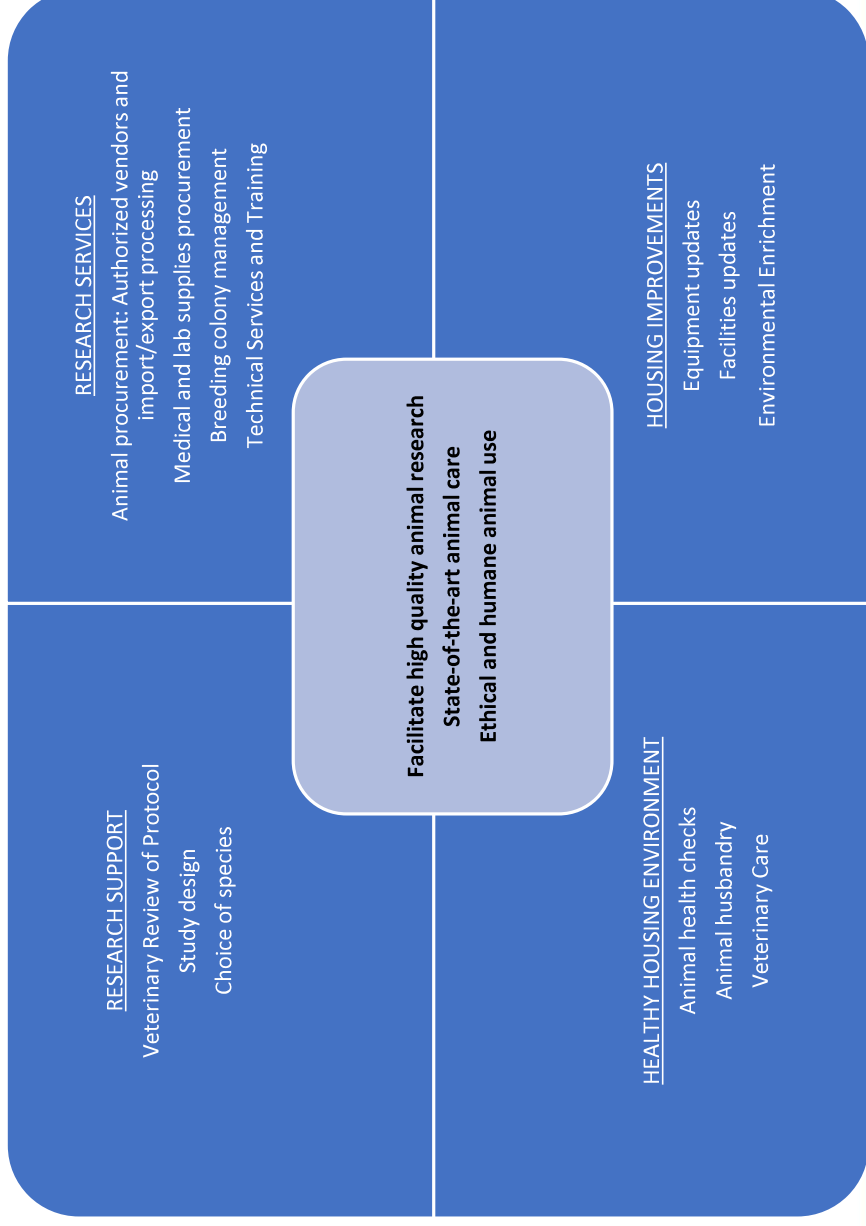 RESEARCH SUPPORT
Veterinary Review of Protocol
Study design
Choice of species
RESEARCH SERVICES
Animal procurement: Authorized vendors and
import/export processing
Medical and lab supplies procurement
Breeding colony management
Technical Services and Training
Facilitate high quality animal research
State-of-the-art animal care
Ethical and humane animal use
HEALTHY HOUSING ENVIRONMENT
Animal health checks
Animal husbandry
Veterinary Care
HOUSING IMPROVEMENTS
Equipment updates
Facilities updates
Environmental Enrichment